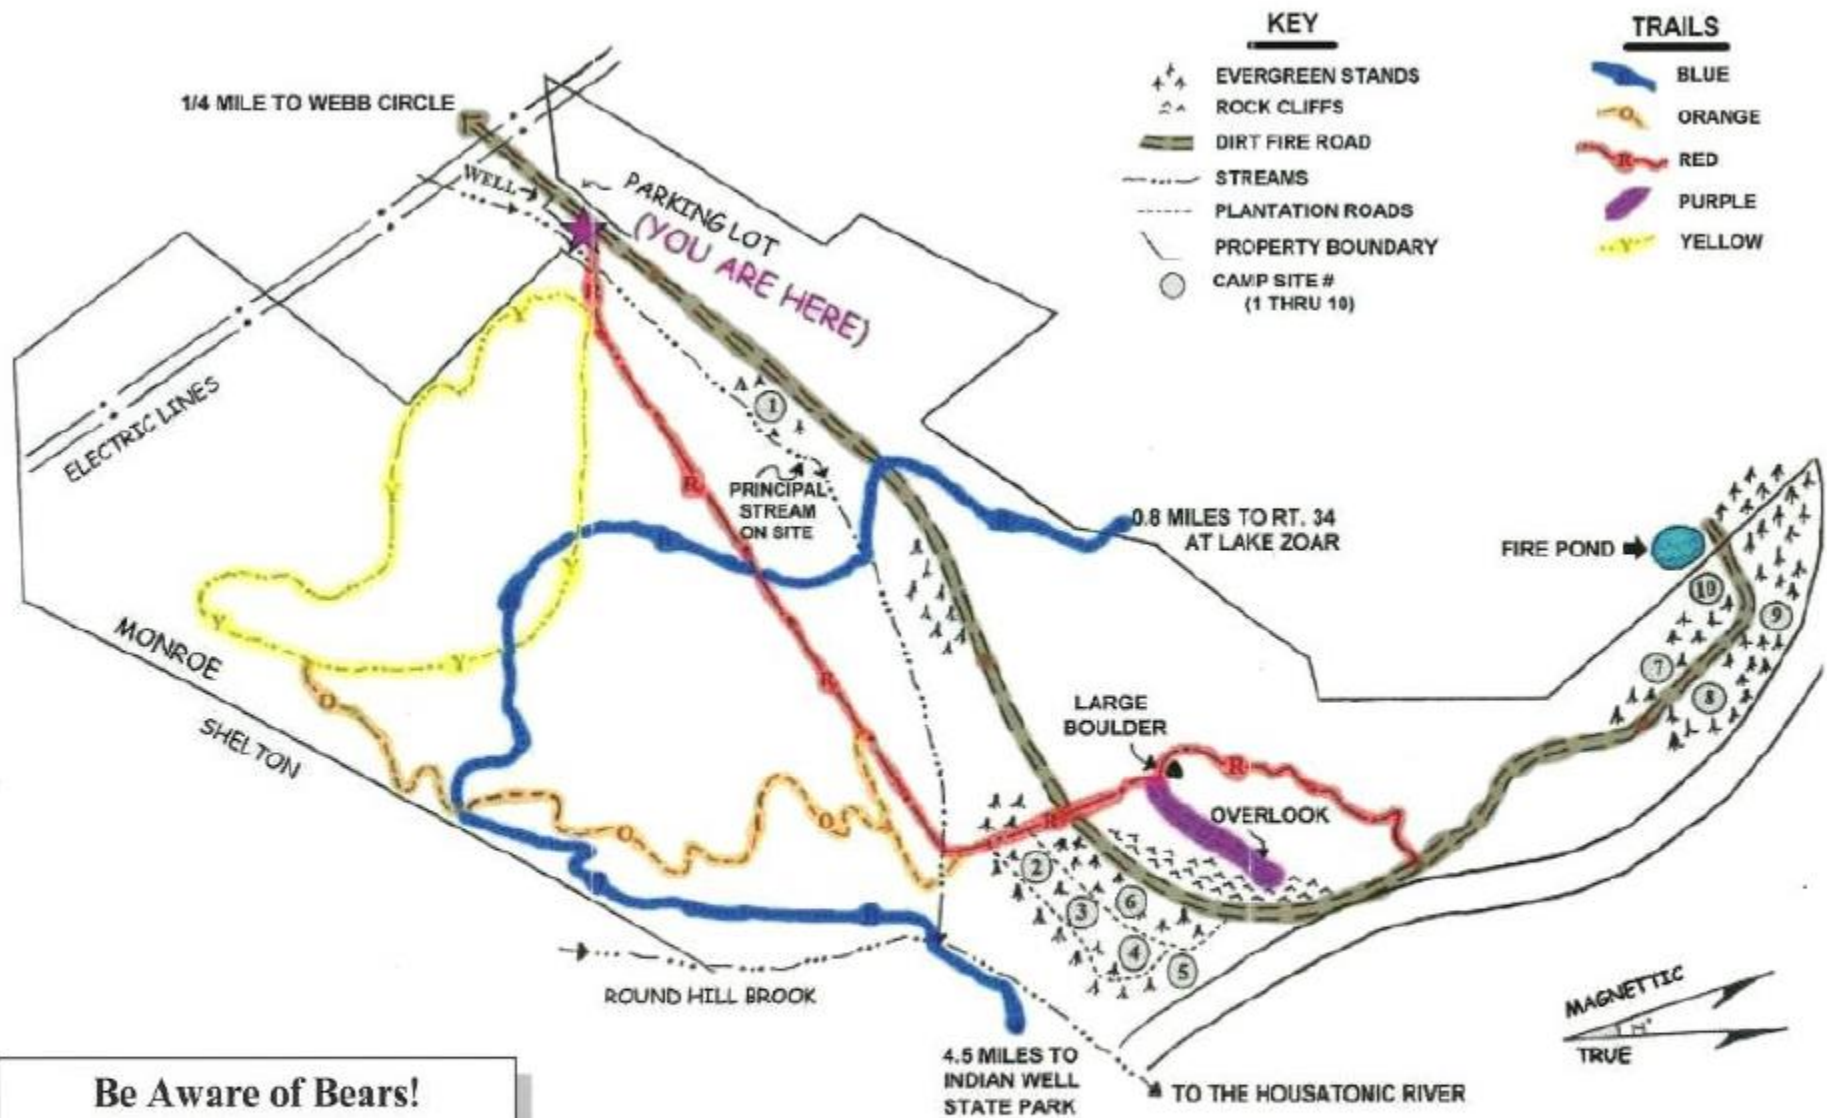 KEY
EVERGREEN STANDS
ROCK CLIFFS
DIRT FIRE ROAD
STREAMS
PLANTATION ROADS
PROPERTY BOUNDARY
CAMP SITE #
(1 THRU 10)
TRAILS
BLUE
O ORANGE
R RED
PURPLE
Y YELLOW
1/4 MILE TO WEBB CIRCLE
WELL
PARKING LOT
(YOU ARE HERE)
ELECTRIC LINES
Y
1
R
PRINCIPAL
STREAM
ON SITE
Y
0.8 MILES TO RT. 34
AT LAKE ZOAR
FIRE POND
10
9
7
8
Y
Y
Y
MONROE
SHELTON
O
R
LARGE
BOULDER
R
R
OVERLOOK
O
O
2
3
6
4
5
ROUND HILL BROOK
4.5 MILES TO
INDIAN WELL
STATE PARK
TO THE HOUSATONIC RIVER
MAGNETTIC
TRUE
Be Aware of Bears!